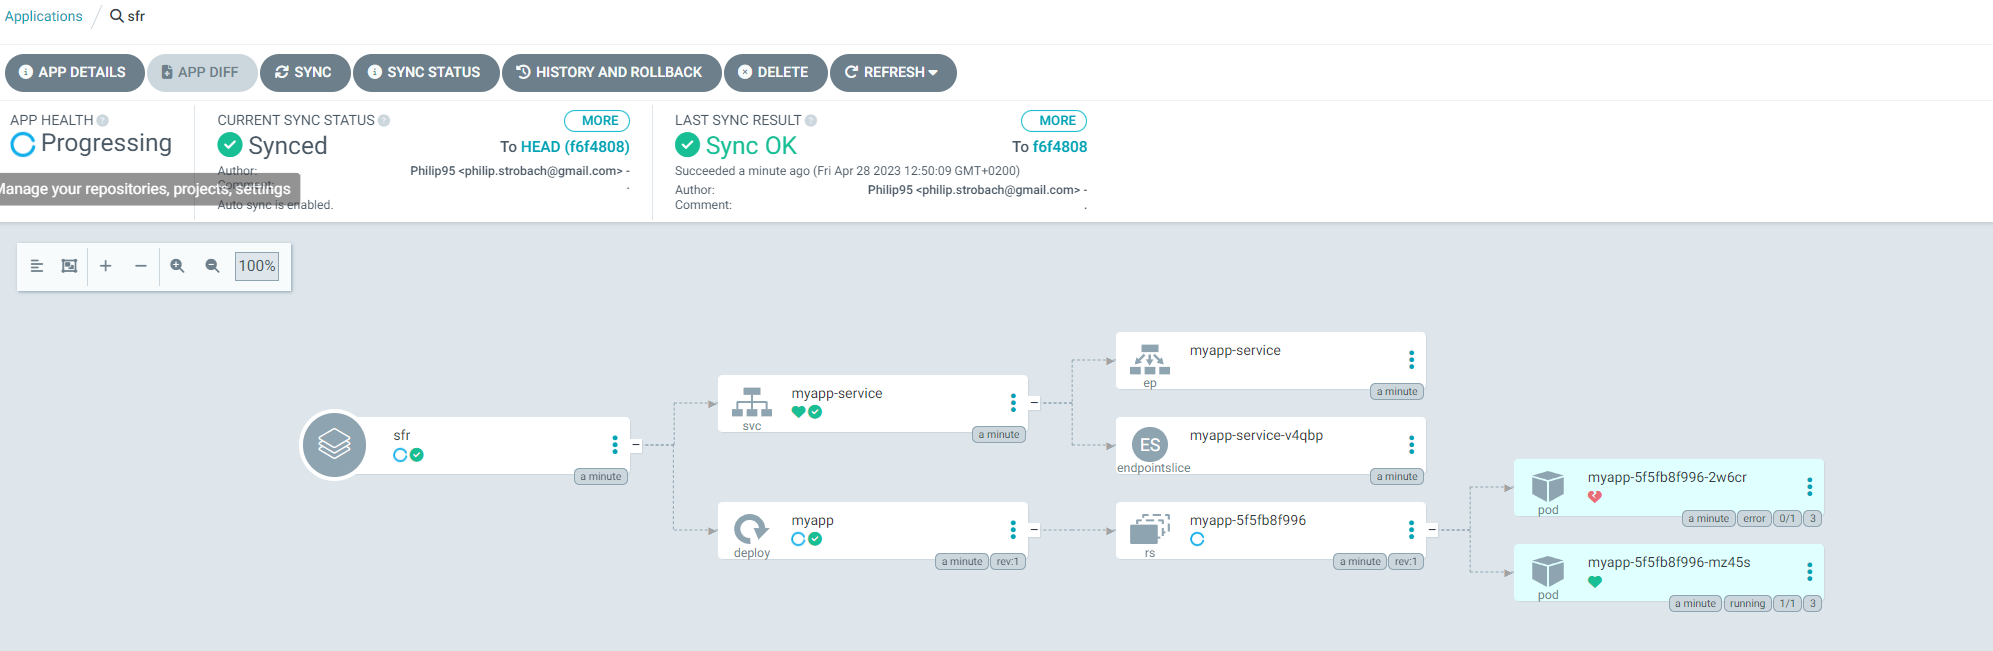 Applications / sfr
APP DETAILS APP DIFF SYNC SYNC STATUS HISTORY AND ROLLBACK DELETE REFRESH
APP HEALTH
Progressing
CURRENT SYNC STATUS MORE
Synced To HEAD (f6f4808)
Author: Philip95 <philip.strobach@gmail.com> -
Comment: .
Auto sync is enabled.
Manage your repositories, projects, settings
LAST SYNC RESULT MORE
Sync OK To f6f4808
Succeeded a minute ago (Fri Apr 28 2023 12:50:09 GMT+0200)
Author: Philip95 <philip.strobach@gmail.com> -
Comment: .
100%
sfr
a minute
myapp-service
svc
a minute
myapp
deploy
a minute rev:1
myapp-service
ep
a minute
ES
myapp-service-v4qbp
endpointslice
a minute
myapp-5f5fb8f996
rs
a minute rev:1
myapp-5f5fb8f996-2w6cr
pod
a minute error 0/1 3
myapp-5f5fb8f996-mz45s
pod
a minute running 1/1 3